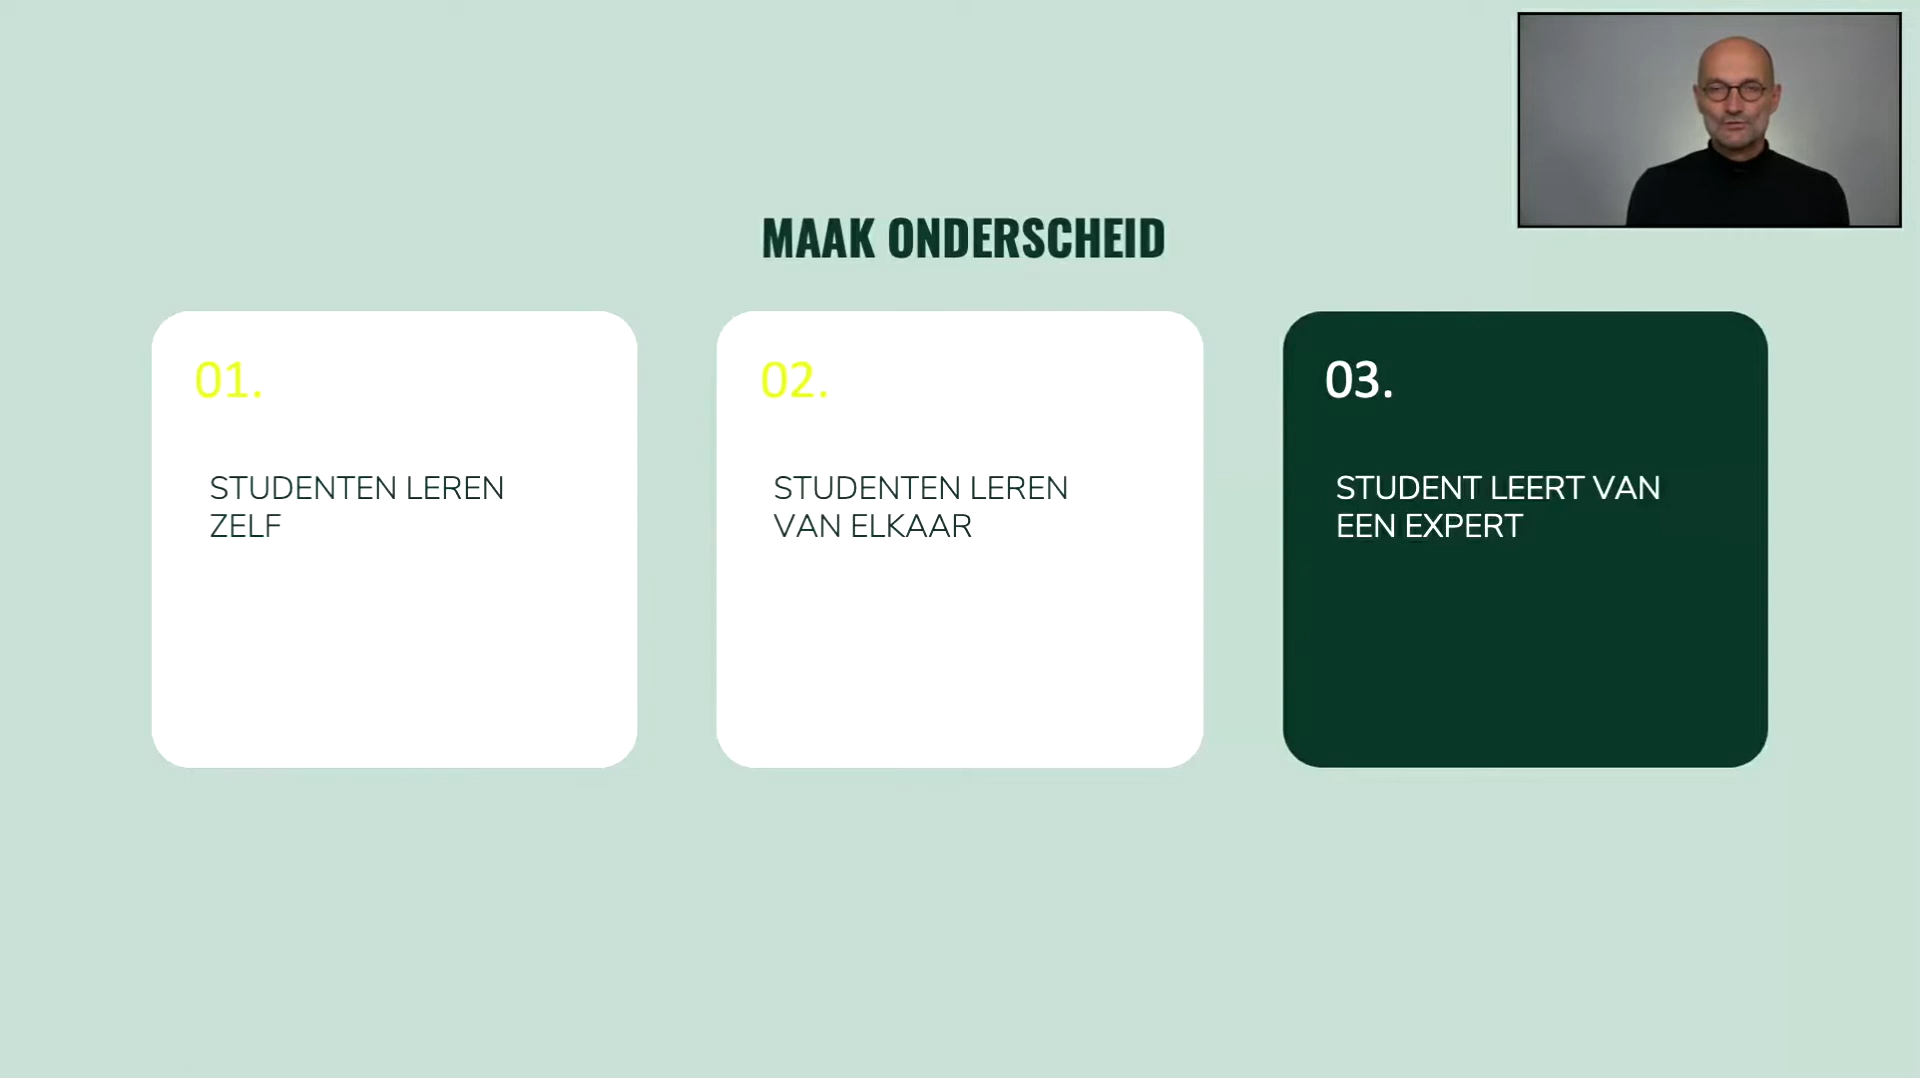 MAAK ONDERSCHEID
01.
STUDENTEN LEREN
ZELF
02.
STUDENTEN LEREN
VAN ELKAAR
03.
STUDENT LEERT VAN
EEN EXPERT